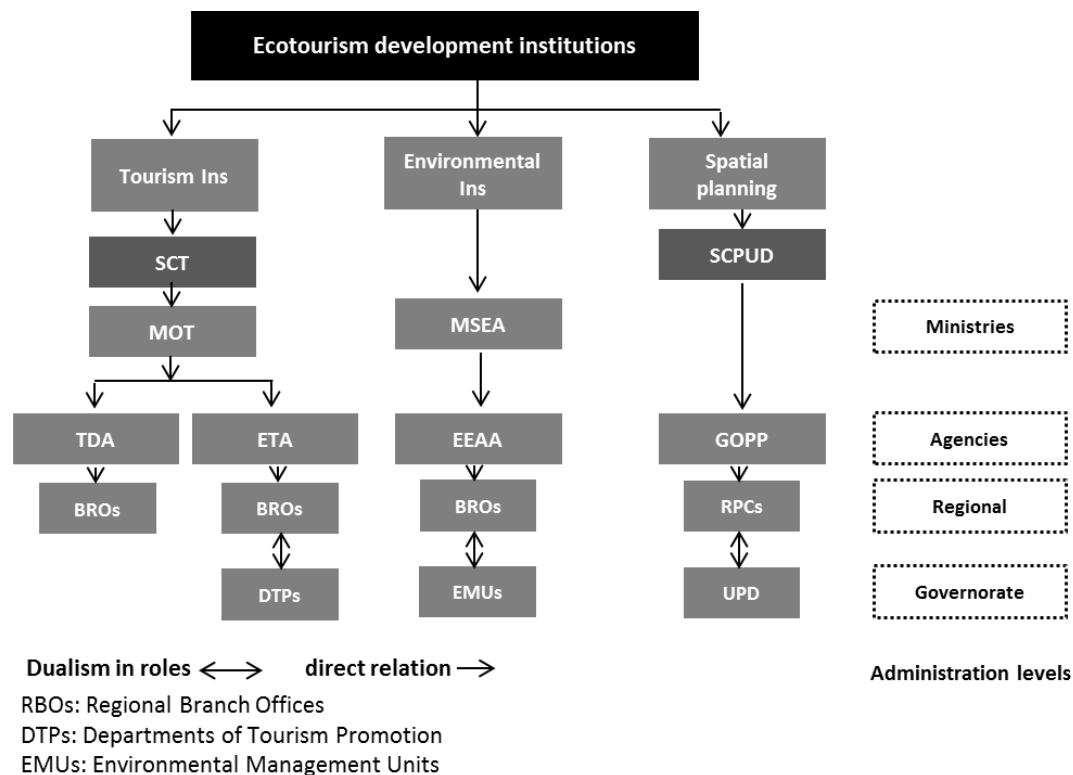 Ecotourism development institutions
Tourism Ins
Environmental
Ins
Spatial
planning
SCT
SCPUD
MOT
MSEA
Ministries
TDA
ETA
EEAA
GOPP
Agencies
BROs
BROs
BROs
RPCs
Regional
DTPs
EMUs
UPD
Governorate
Dualism in roles
direct relation
Administration levels
RBOs: Regional Branch Offices
DTPs: Departments of Tourism Promotion
EMUs: Environmental Management Units